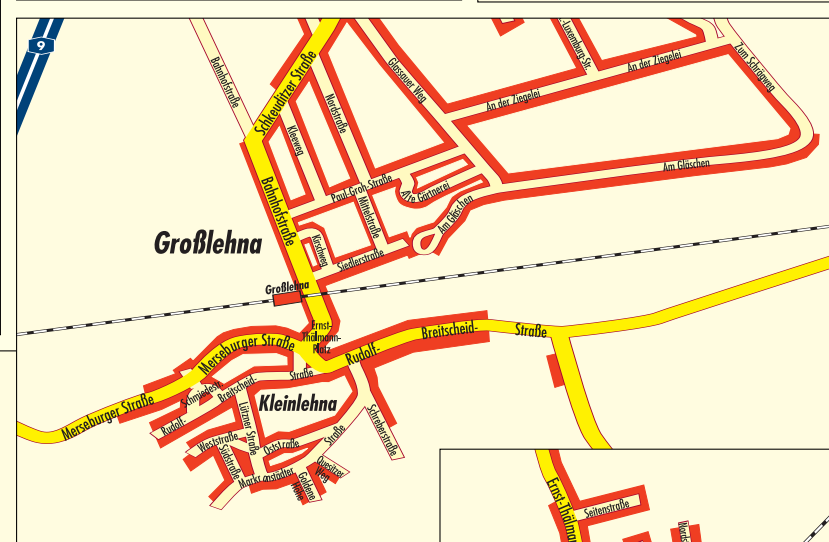 9
Bahnhofstraße
Schkeuditzer Straße
Kleeweg
Nordstraße
Glasauer Weg
-Luxemburg-Str.
An der Ziegelei
An der Ziegelei
Zum Schrägweg
Am Gläschen
Paul-Groh-Straße
Alte Gärtnerei
Mittelstraße
Am Gläschen
Bahnhofstraße
Kirschweg
Siedlerstraße
Großlehna
Großlehna
Ernst-
Thälmann-
Platz
Merseburger Straße
Merseburger Straße
Rudolf-
Breitscheid-
Straße
Schmiedestr.
Rudolf-
Breitscheid-
Straße
Kleinlehna
Lützner Straße
Weststraße
Südstraße
Oststraße
Straße
Markranstädter
Quesitzer
Weg
Goldene
Höhe
Schreberstraße
Ernst-Thälman
Seitenstraße